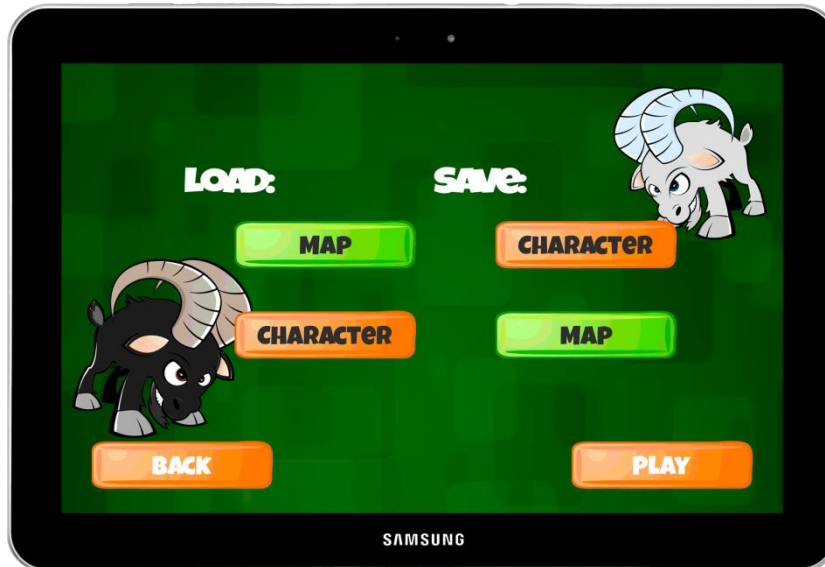 LOAD:
SAVE:
MAP
CHARACTER
CHARACTER
MAP
BACK
PLAY
SAMSUNG